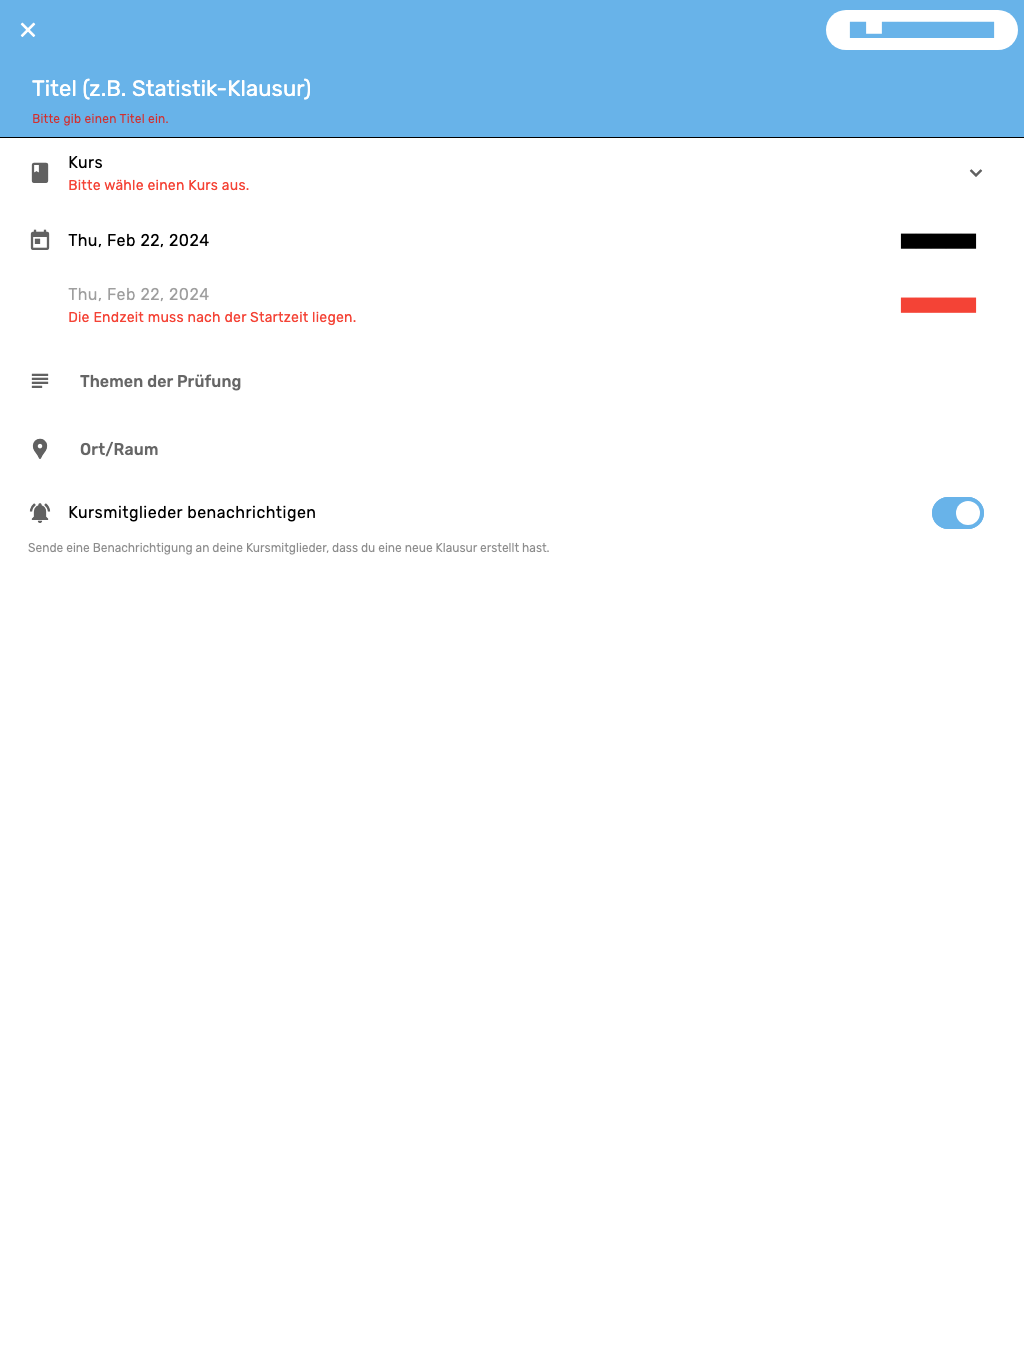 Titel (z.B. Statistik-Klausur)
Bitte gib einen Titel ein.
Kurs
Bitte wähle einen Kurs aus.
Thu, Feb 22, 2024
Thu, Feb 22, 2024
Die Endzeit muss nach der Startzeit liegen.
Themen der Prüfung
Ort/Raum
Kursmitglieder benachrichtigen
Sende eine Benachrichtigung an deine Kursmitglieder, dass du eine neue Klausur erstellt hast.